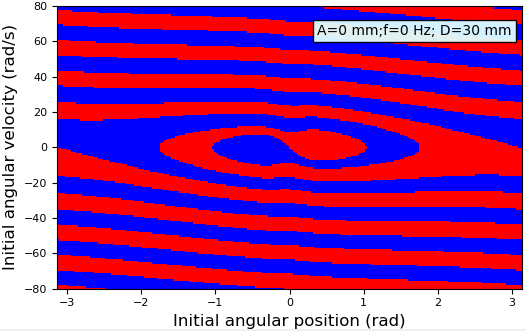 A=0 mm;f=0 Hz; D=30 mm
Initial angular velocity (rad/s)
80
60
40
20
0
−20
−40
−60
−80
−3 −2 −1 0 1 2 3
Initial angular position (rad)